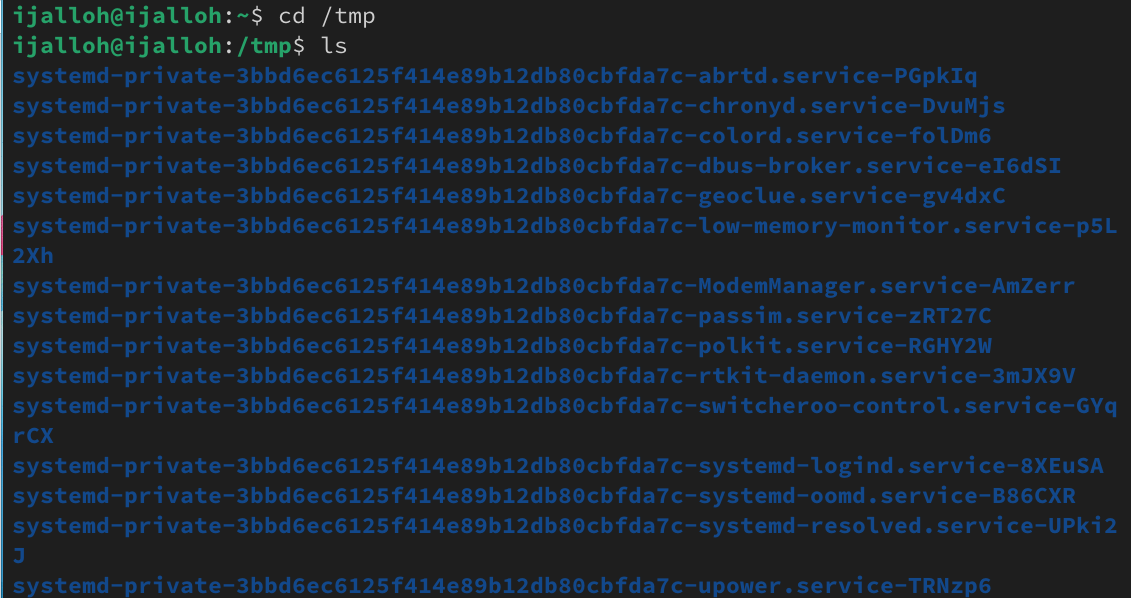 ijalloh@ijalloh:~$ cd /tmp
ijalloh@ijalloh:/tmp$ ls
systemd-private-3bbd6ec6125f414e89b12db80cbfda7c-abrtd.service-PGpkIq
systemd-private-3bbd6ec6125f414e89b12db80cbfda7c-chronyd.service-DvuMjs
systemd-private-3bbd6ec6125f414e89b12db80cbfda7c-colord.service-folDm6
systemd-private-3bbd6ec6125f414e89b12db80cbfda7c-dbus-broker.service-eI6dSI
systemd-private-3bbd6ec6125f414e89b12db80cbfda7c-geoclue.service-gv4dxC
systemd-private-3bbd6ec6125f414e89b12db80cbfda7c-low-memory-monitor.service-p5L
2Xh
systemd-private-3bbd6ec6125f414e89b12db80cbfda7c-ModemManager.service-AmZerr
systemd-private-3bbd6ec6125f414e89b12db80cbfda7c-passim.service-zRT27C
systemd-private-3bbd6ec6125f414e89b12db80cbfda7c-polkit.service-RGHY2W
systemd-private-3bbd6ec6125f414e89b12db80cbfda7c-rtkit-daemon.service-3mJX9V
systemd-private-3bbd6ec6125f414e89b12db80cbfda7c-switcheroo-control.service-GYq
rCX
systemd-private-3bbd6ec6125f414e89b12db80cbfda7c-systemd-logind.service-8XEuSA
systemd-private-3bbd6ec6125f414e89b12db80cbfda7c-systemd-oomd.service-B86CXR
systemd-private-3bbd6ec6125f414e89b12db80cbfda7c-systemd-resolved.service-UPki2
J
systemd-private-3bbd6ec6125f414e89b12db80cbfda7c-upower.service-TRNzp6